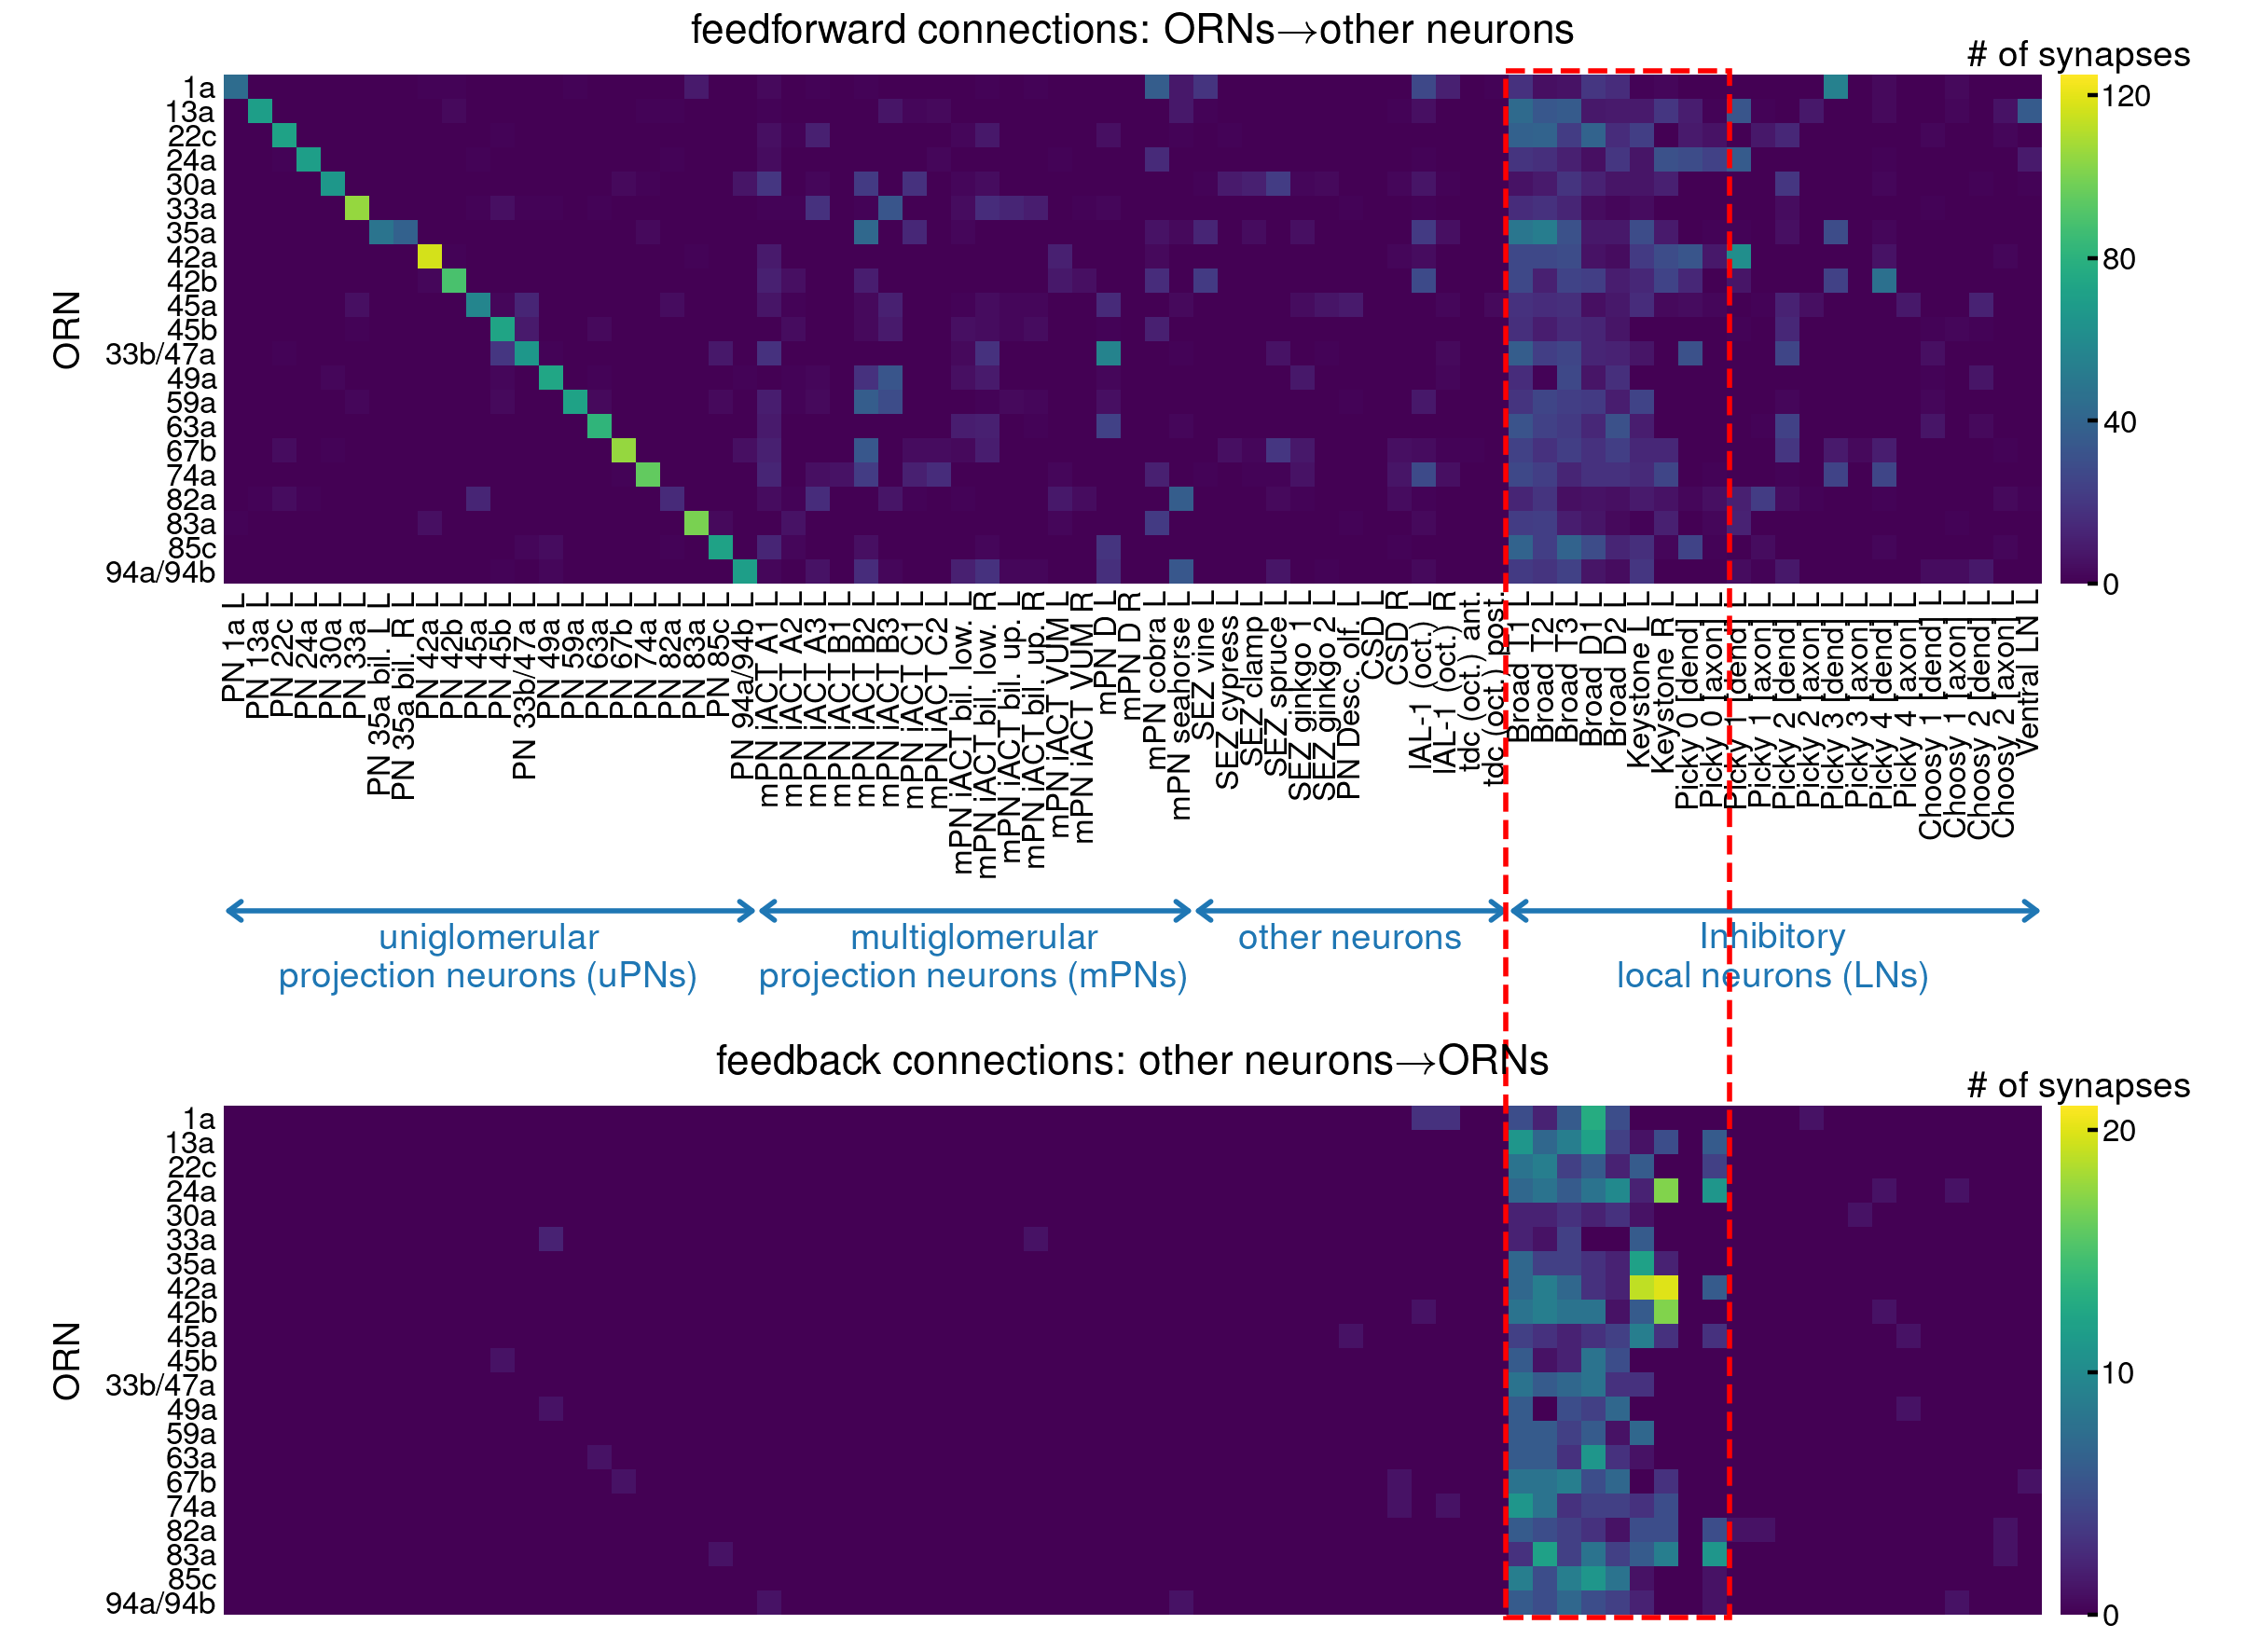 feedforward connections: ORNs→other neurons
# of synapses
ORN
1a
13a
22c
24a
30a
33a
35a
42a
42b
45a
45b
33b/47a
49a
59a
63a
67b
74a
82a
83a
85c
94a/94b
120
80
40
0
PN 1a L
PN 13a L
PN 22c L
PN 24a L
PN 30a L
PN 33a L
PN 35a bil. L
PN 35a bil. R
PN 42a L
PN 42b L
PN 45a L
PN 45b L
PN 33b/47a L
PN 49a L
PN 59a L
PN 63a L
PN 67b L
PN 74a L
PN 82a L
PN 83a L
PN 85c L
PN 94a/94b L
mPN iACT A1 L
mPN iACT A2 L
mPN iACT A3 L
mPN iACT B1 L
mPN iACT B2 L
mPN iACT B3 L
mPN iACT C1 L
mPN iACT C2 L
mPN iACT bil. low. L
mPN iACT bil. low. R
mPN iACT bil. up. L
mPN iACT bil. up. R
mPN iACT VUM L
mPN iACT VUM R
mPN D L
mPN D R
mPN cobra L
mPN seahorse L
SEZ vine L
SEZ cypress L
SEZ clamp L
SEZ spruce L
SEZ ginkgo 1 L
SEZ ginkgo 2 L
PN Desc. olf. L
CSD L
CSD R
IAL-1 (oct.) L
IAL-1 (oct.) R
tdc (oct.) ant.
tdc (oct.) post.
Broad T1 L
Broad T2 L
Broad T3 L
Broad D1 L
Broad D2 L
Keystone L
Keystone R
Picky 0 [dend] L
Picky 0 [axon] L
Picky 1 [dend] L
Picky 1 [axon] L
Picky 2 [dend] L
Picky 2 [axon] L
Picky 3 [dend] L
Picky 3 [axon] L
Picky 4 [dend] L
Picky 4 [axon] L
Choosy 1 [dend] L
Choosy 1 [axon] L
Choosy 2 [dend] L
Choosy 2 [axon] L
Ventral LN L
uniglomerular
projection neurons (uPNs)
multiglomerular
projection neurons (mPNs)
other neurons
Inhibitory
local neurons (LNs)
feedback connections: other neurons→ORNs
# of synapses
ORN
1a
13a
22c
24a
30a
33a
35a
42a
42b
45a
45b
33b/47a
49a
59a
63a
67b
74a
82a
83a
85c
94a/94b
20
10
0